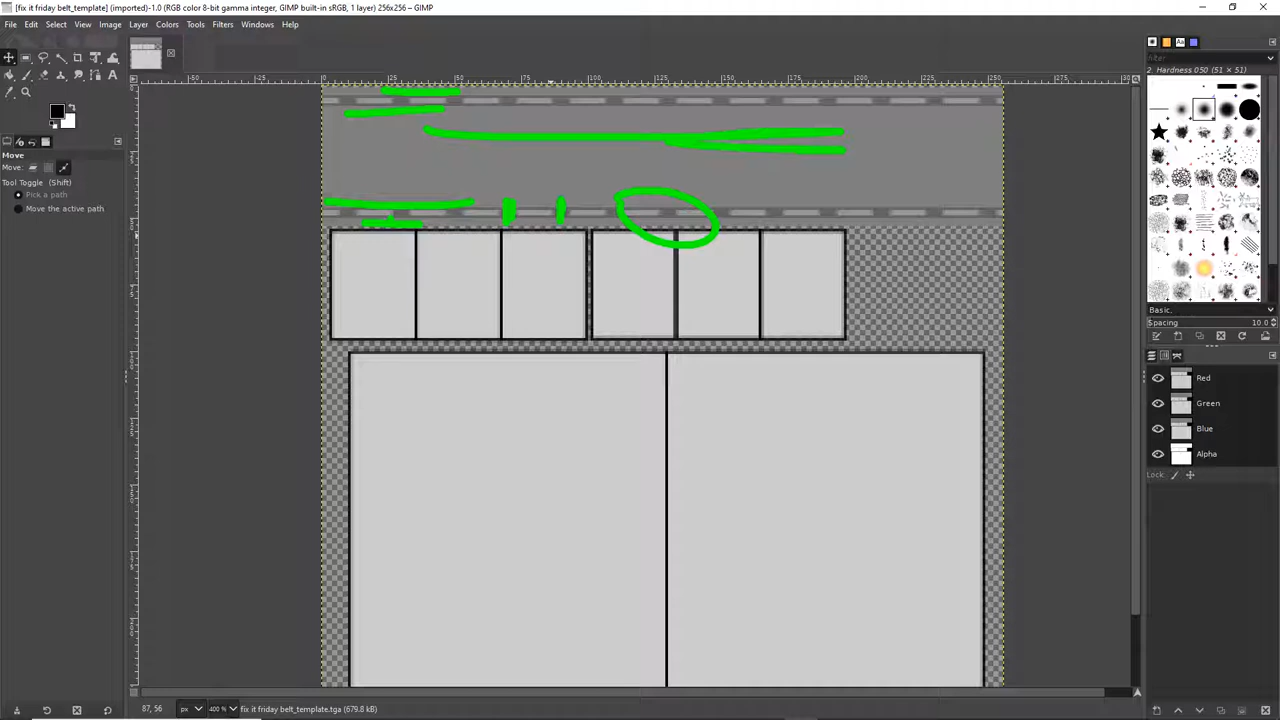 [fix it friday belt_template] (imported)-1.0 (RGB color 8-bit gamma integer, GIMP built-in sRGB, 1 layer) 256x256 – GIMP
File Edit Select View Image Layer Colors Tools Filters Windows Help
filter
2. Hardness 050 (51 × 51)
Move
Move:
Tool Toggle (Shift)
Pick a path
Move the active path
Basic,
Spacing 10.0
Red
Green
Blue
Alpha
Lock:
87, 56 px 400 % fix it friday belt_template.tga (679.8 kB)